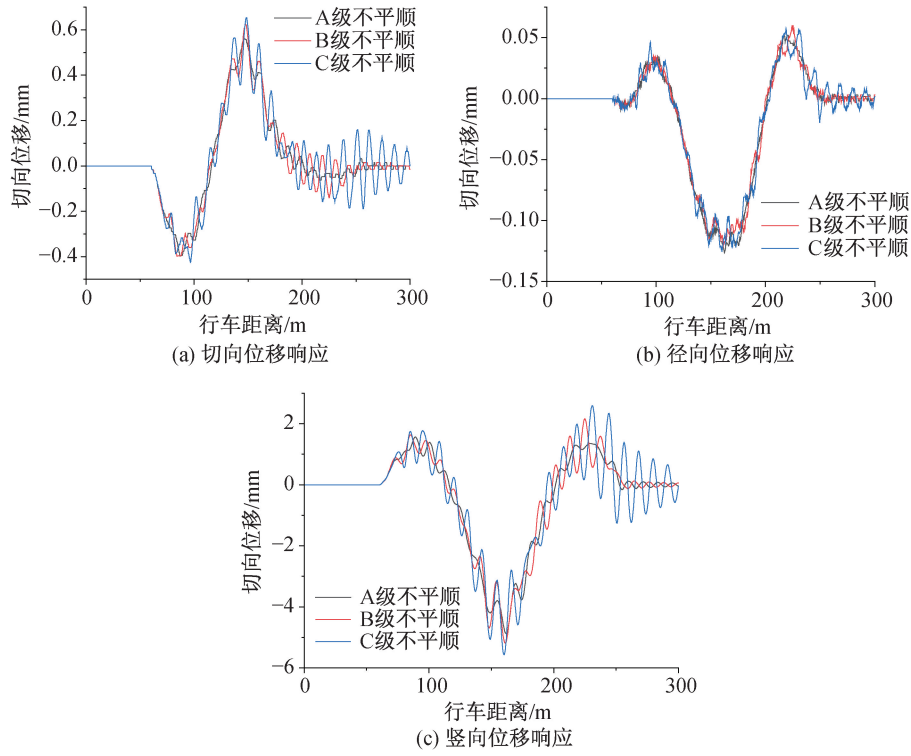 A级不平顺
B级不平顺
C级不平顺
0.6
0.4
0.2
0.0
−0.2
−0.4
切向位移/mm
0
100
200
300
行车距离/m
(a) 切向位移响应
0.05
0.00
−0.05
−0.10
−0.15
切向位移/mm
A级不平顺
B级不平顺
C级不平顺
0
100
200
300
行车距离/m
(b) 径向位移响应
2
0
−2
−4
−6
切向位移/mm
A级不平顺
B级不平顺
C级不平顺
0
100
200
300
行车距离/m
(c) 竖向位移响应